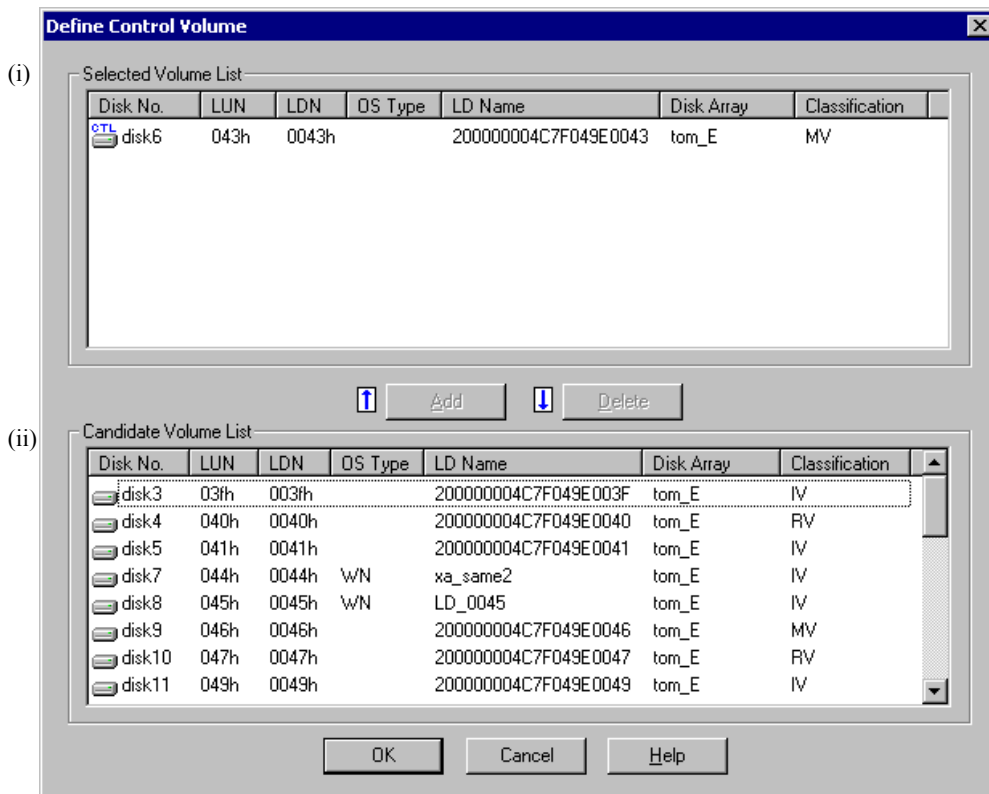 Define Control Volume
(i)
Selected Volume List
Disk No. LUN LDN OS Type LD Name Disk Array Classification
CTL disk6 043h 0043h 200000004C7F049E0043 tom_E MV
Add Delete
(ii)
Candidate Volume List
Disk No. LUN LDN OS Type LD Name Disk Array Classification
disk3 03fh 003fh 200000004C7F049E003F tom_E IV
disk4 040h 0040h 200000004C7F049E0040 tom_E RV
disk5 041h 0041h 200000004C7F049E0041 tom_E IV
disk7 044h 0044h WN xa_same2 tom_E IV
disk8 045h 0045h WN LD_0045 tom_E IV
disk9 046h 0046h 200000004C7F049E0046 tom_E MV
disk10 047h 0047h 200000004C7F049E0047 tom_E RV
disk11 049h 0049h 200000004C7F049E0049 tom_E IV
OK Cancel Help